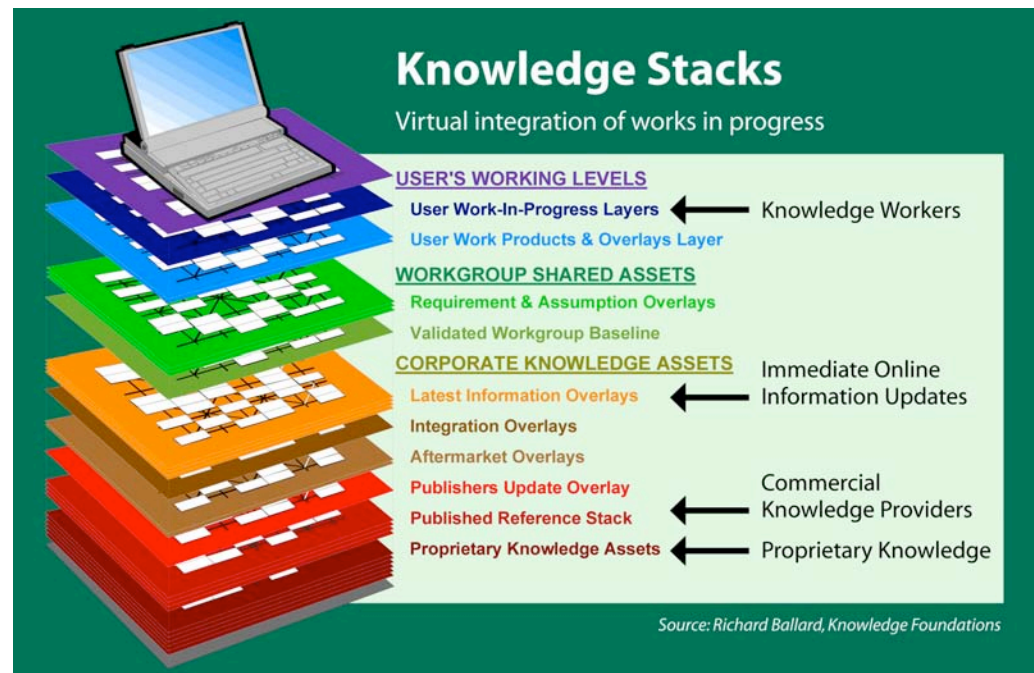 Knowledge Stacks
Virtual integration of works in progress
USER'S WORKING LEVELS
User Work-In-Progress Layers
Knowledge Workers
User Work Products & Overlays Layer
WORKGROUP SHARED ASSETS
Requirement & Assumption Overlays
Validated Workgroup Baseline
CORPORATE KNOWLEDGE ASSETS
Immediate Online
Information Updates
Latest Information Overlays
Integration Overlays
Aftermarket Overlays
Publishers Update Overlay
Commercial
Knowledge Providers
Published Reference Stack
Proprietary Knowledge Assets
Proprietary Knowledge
Source: Richard Ballard, Knowledge Foundations